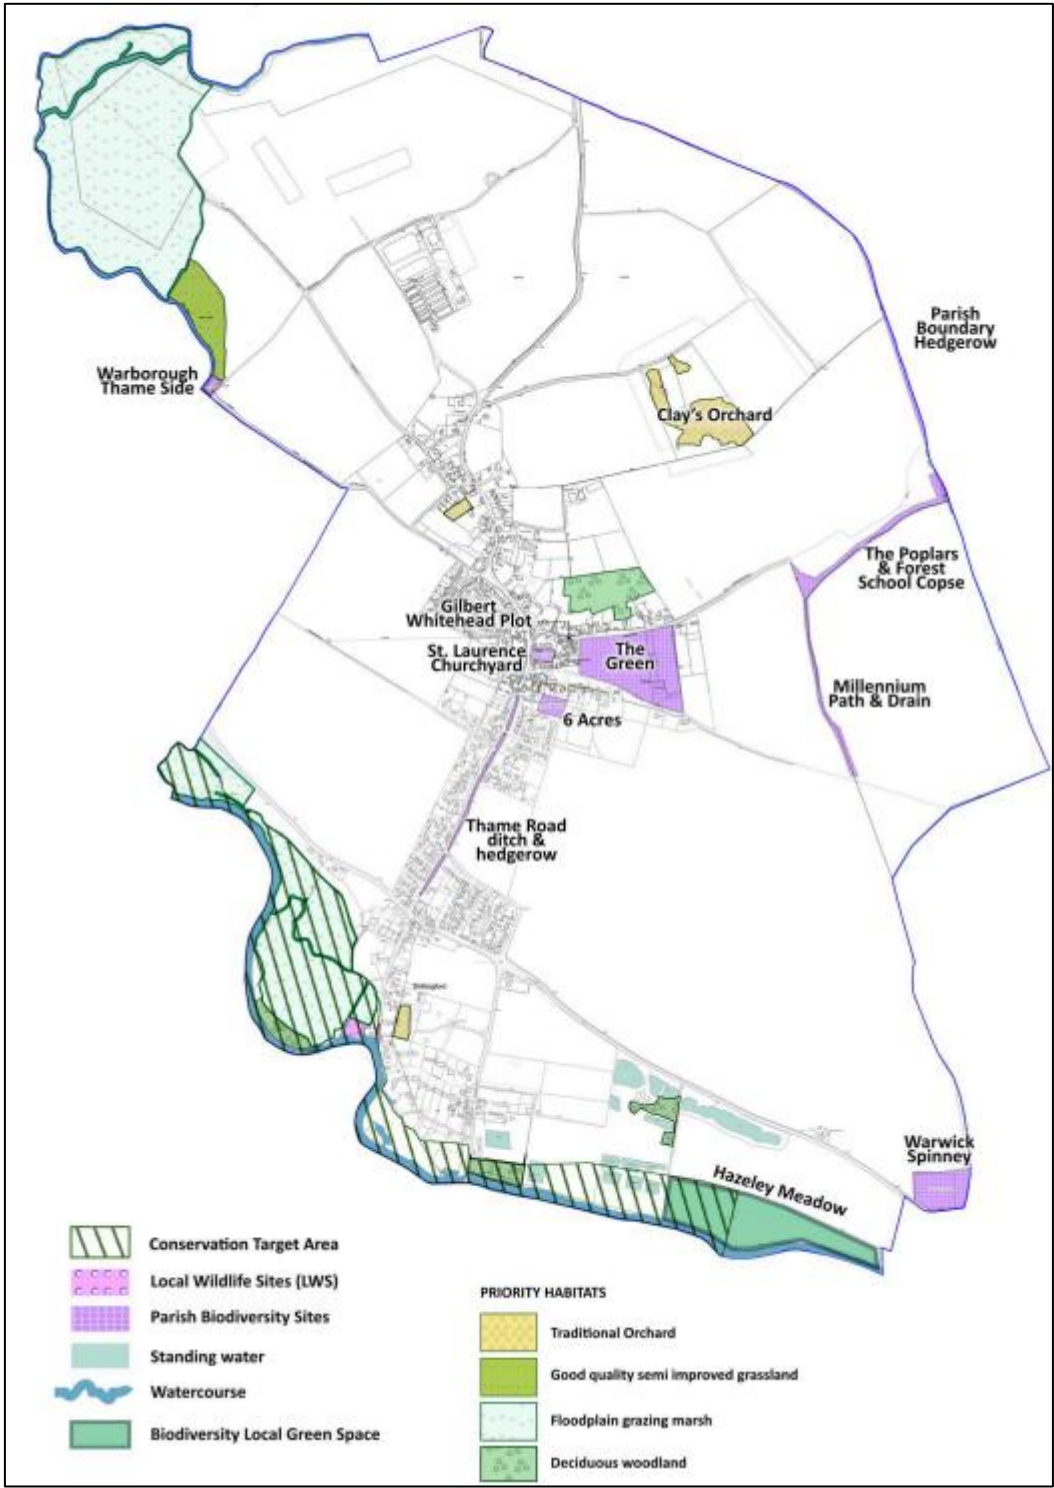 Parish
Boundary
Hedgerow
Warborough
Thame Side
Clay's Orchard
The Poplars
& Forest
School Copse
Gilbert
Whitehead Plot
St. Laurence
Churchyard
The
Green
Millennium
Path & Drain
6 Acres
Thame Road
ditch &
hedgerow
Warwick
Spinney
Hazeley Meadow
Conservation Target Area
Local Wildlife Sites (LWS)
Parish Biodiversity Sites
Standing water
Watercourse
Biodiversity Local Green Space
PRIORITY HABITATS
Traditional Orchard
Good quality semi improved grassland
Floodplain grazing marsh
Deciduous woodland